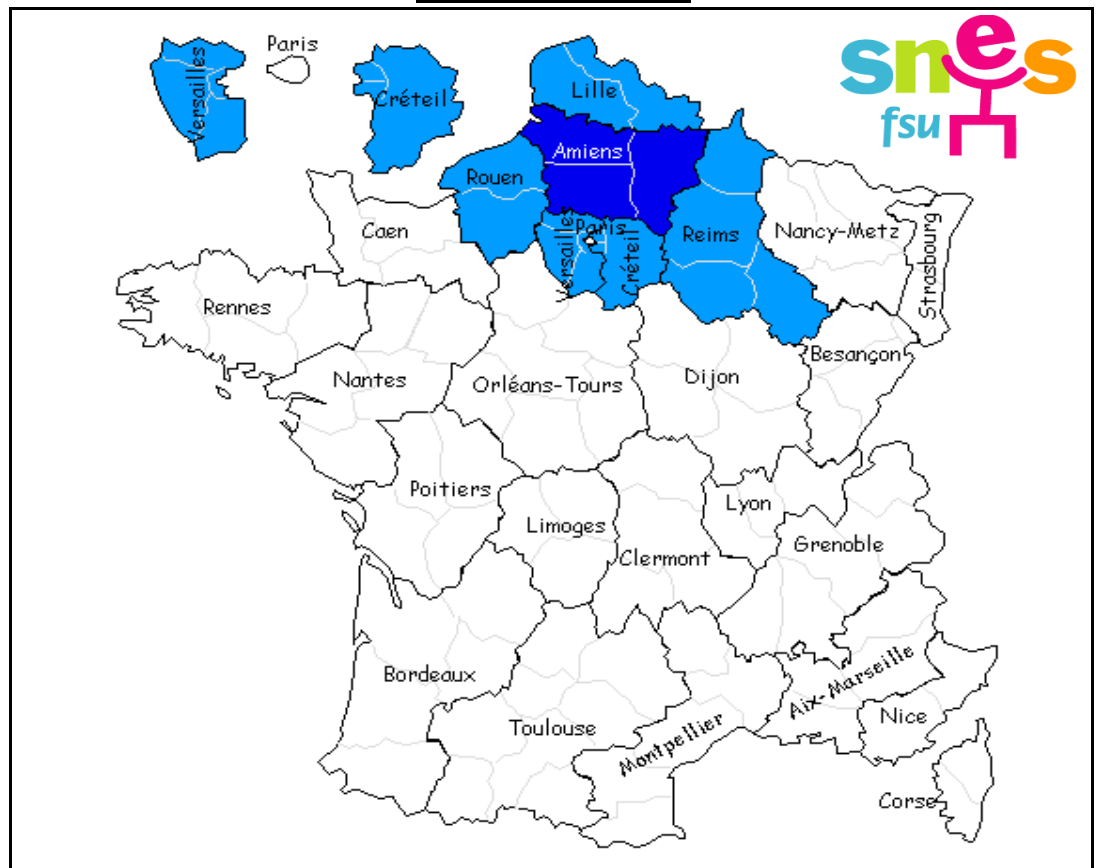 Paris
snes
fsu
Versailles
Créteil
Lille
Amiens
Rouen
Caen
Versailles
Paris
Créteil
Reims
Nancy-Metz
Strasbourg
Rennes
Nantes
Orléans-Tours
Dijon
Besançon
Poitiers
Limoges
Clermont
Lyon
Grenoble
Bordeaux
Toulouse
Montpellier
Aix-Marseille
Nice
Corse